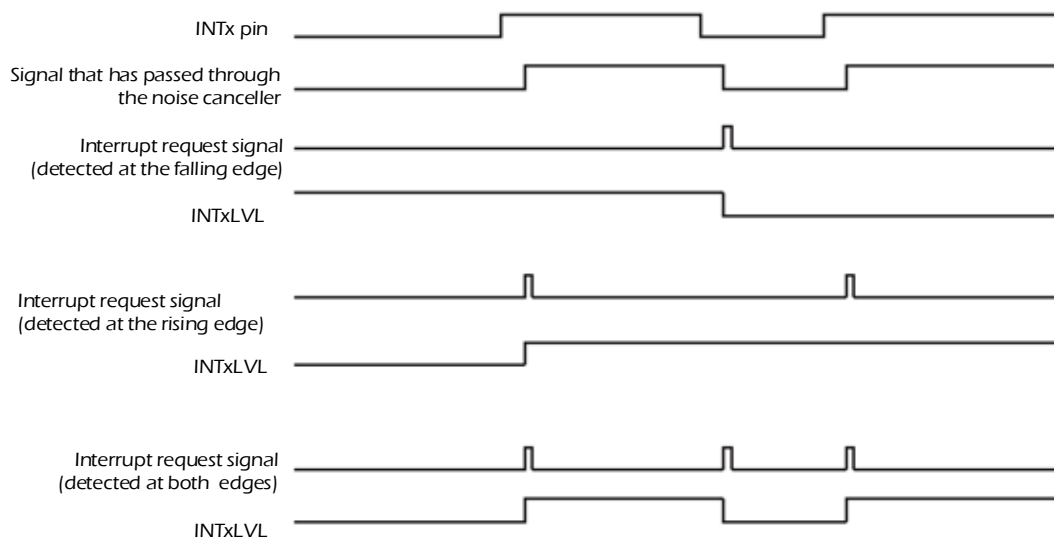 INTx pin
Signal that has passed through
the noise canceller
Interrupt request signal
(detected at the falling edge)
INTxLVL
Interrupt request signal
(detected at the rising edge)
INTxLVL
Interrupt request signal
(detected at both edges)
INTxLVL